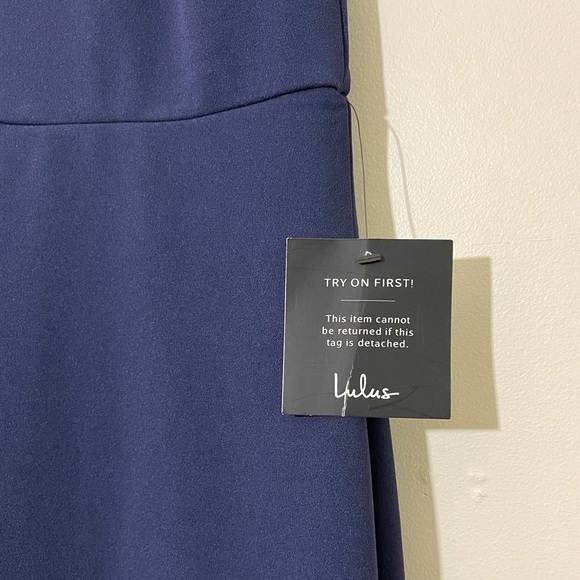 TRY ON FIRST!
This item cannot
be returned if this
tag is detached.
Lulus